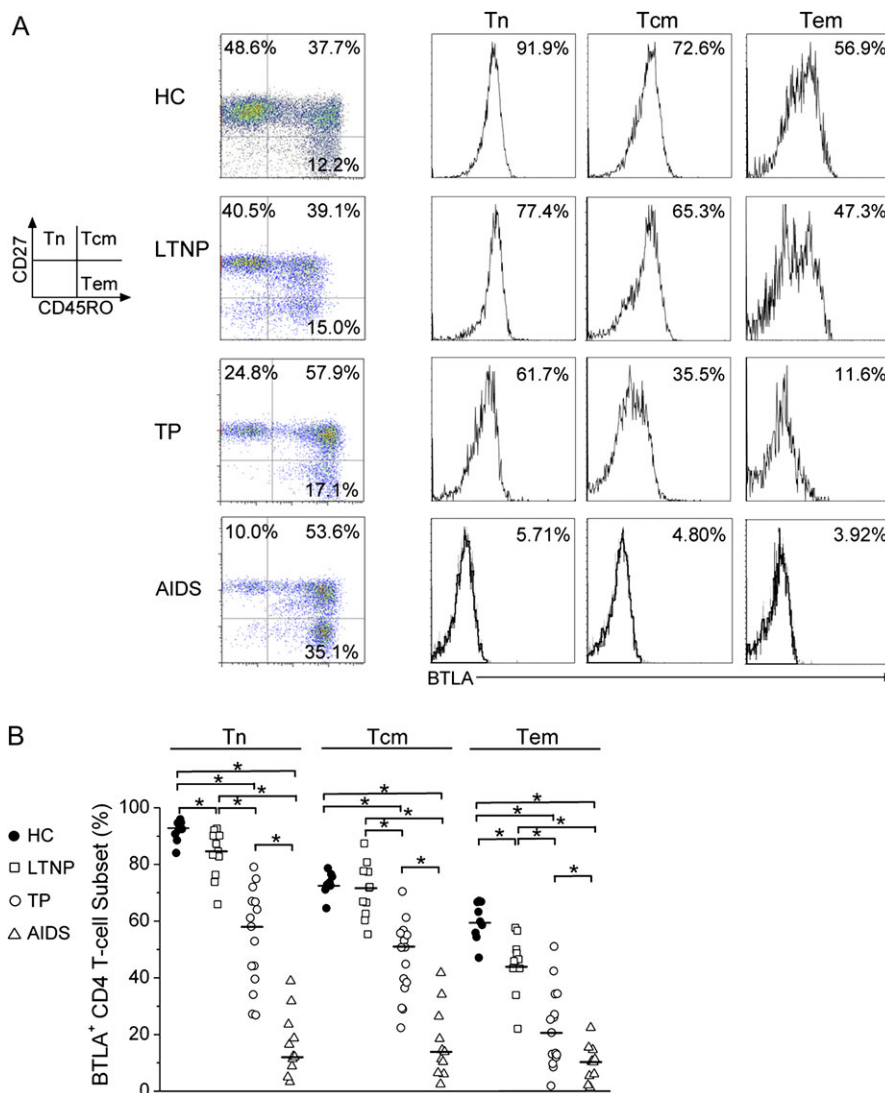 A
Tn Tcm Tem
HC
48.6% 37.7%
12.2%
91.9%
72.6%
56.9%
LTNP
40.5% 39.1%
15.0%
77.4%
65.3%
47.3%
CD27
Tn Tcm
Tem
CD45RO
TP
24.8% 57.9%
17.1%
61.7%
35.5%
11.6%
AIDS
10.0% 53.6%
35.1%
5.71%
4.80%
3.92%
BTLA
B
Tn Tcm Tem
* * *
* * *
* * *
* * * * *
* * *
HC
LTNP
TP
AIDS
BTLA+ CD4 T-cell Subset (%)
100
80
60
40
20
0